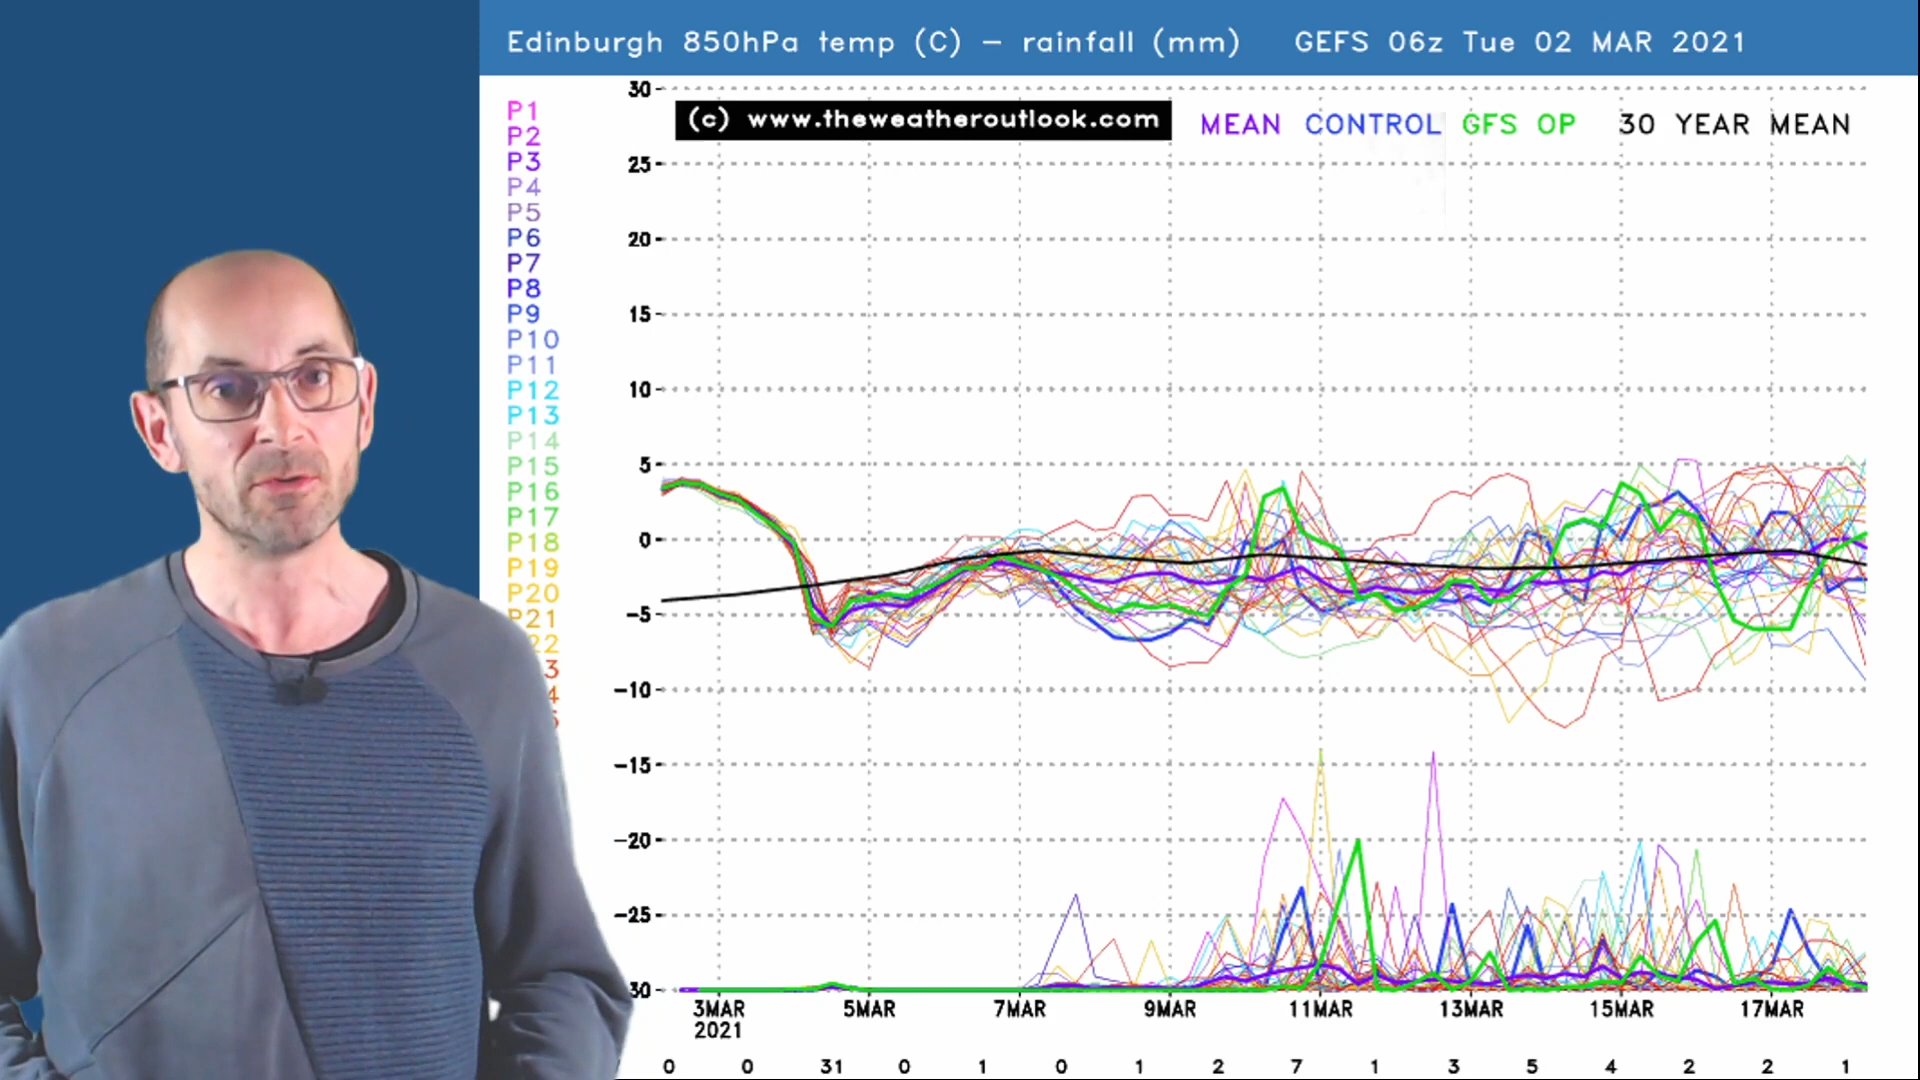 Edinburgh 850hPa temp (C) – rainfall (mm) GEFS 06z Tue 02 MAR 2021
(c) www.theweatheroutlook.com MEAN CONTROL GFS OP 30 YEAR MEAN
P1
P2
P3
P4
P5
P6
P7
P8
P9
P10
P11
P12
P13
P14
P15
P16
P17
P18
P19
P20
P21
22
3
4
30
25
20
15
10
5
0
−5
−10
−15
−20
−25
30
3MAR 5MAR 7MAR 9MAR 11MAR 13MAR 15MAR 17MAR
2021
0 0 31 0 1 0 1 2 7 1 3 5 4 2 2 1